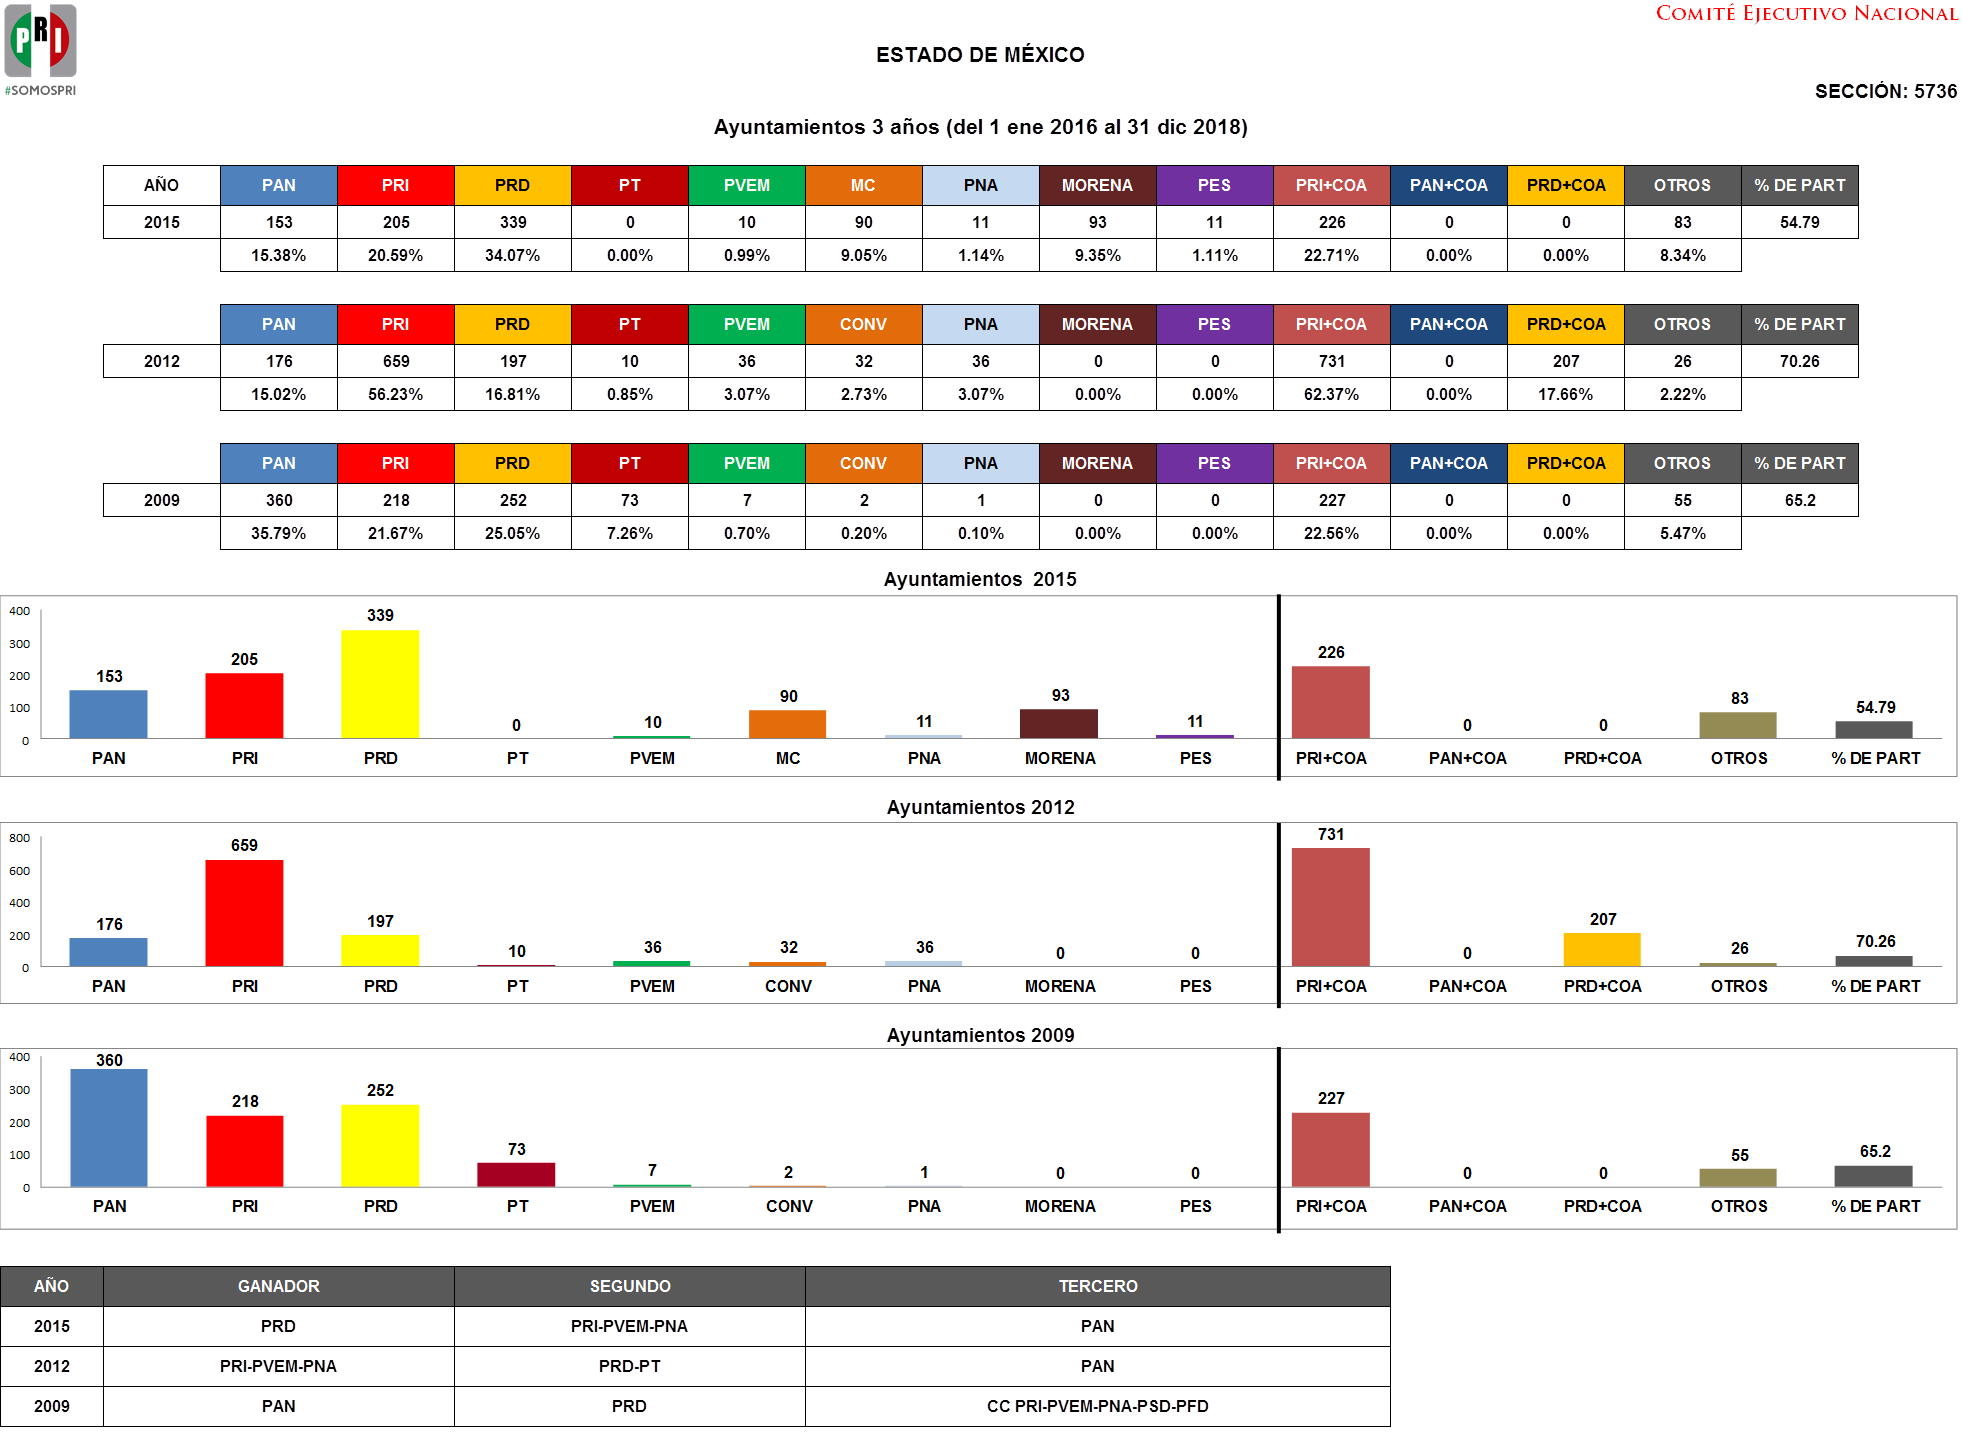 PRI
#SOMOSPRI
COMITÉ EJECUTIVO NACIONAL
ESTADO DE MÉXICO
SECCIÓN: 5736
Ayuntamientos 3 años (del 1 ene 2016 al 31 dic 2018)
AÑO PAN PRI PRD PT PVEM MC PNA MORENA PES PRI+COA PAN+COA PRD+COA OTROS % DE PART
2015 153 205 339 0 10 90 11 93 11 226 0 0 83 54.79
15.38% 20.59% 34.07% 0.00% 0.99% 9.05% 1.14% 9.35% 1.11% 22.71% 0.00% 0.00% 8.34%
PAN PRI PRD PT PVEM CONV PNA MORENA PES PRI+COA PAN+COA PRD+COA OTROS % DE PART
2012 176 659 197 10 36 32 36 0 0 731 0 207 26 70.26
15.02% 56.23% 16.81% 0.85% 3.07% 2.73% 3.07% 0.00% 0.00% 62.37% 0.00% 17.66% 2.22%
PAN PRI PRD PT PVEM CONV PNA MORENA PES PRI+COA PAN+COA PRD+COA OTROS % DE PART
2009 360 218 252 73 7 2 1 0 0 227 0 0 55 65.2
35.79% 21.67% 25.05% 7.26% 0.70% 0.20% 0.10% 0.00% 0.00% 22.56% 0.00% 0.00% 5.47%
Ayuntamientos 2015
400
300
200
100
0
153 205 339 0 10 90 11 93 11 226 0 0 83 54.79
PAN PRI PRD PT PVEM MC PNA MORENA PES PRI+COA PAN+COA PRD+COA OTROS % DE PART
Ayuntamientos 2012
800
600
400
200
0
176 659 197 10 36 32 36 0 0 731 0 207 26 70.26
PAN PRI PRD PT PVEM CONV PNA MORENA PES PRI+COA PAN+COA PRD+COA OTROS % DE PART
Ayuntamientos 2009
400
300
200
100
0
360 218 252 73 7 2 1 0 0 227 0 0 55 65.2
PAN PRI PRD PT PVEM CONV PNA MORENA PES PRI+COA PAN+COA PRD+COA OTROS % DE PART
AÑO GANADOR SEGUNDO TERCERO
2015 PRD PRI-PVEM-PNA PAN
2012 PRI-PVEM-PNA PRD-PT PAN
2009 PAN PRD CC PRI-PVEM-PNA-PSD-PFD